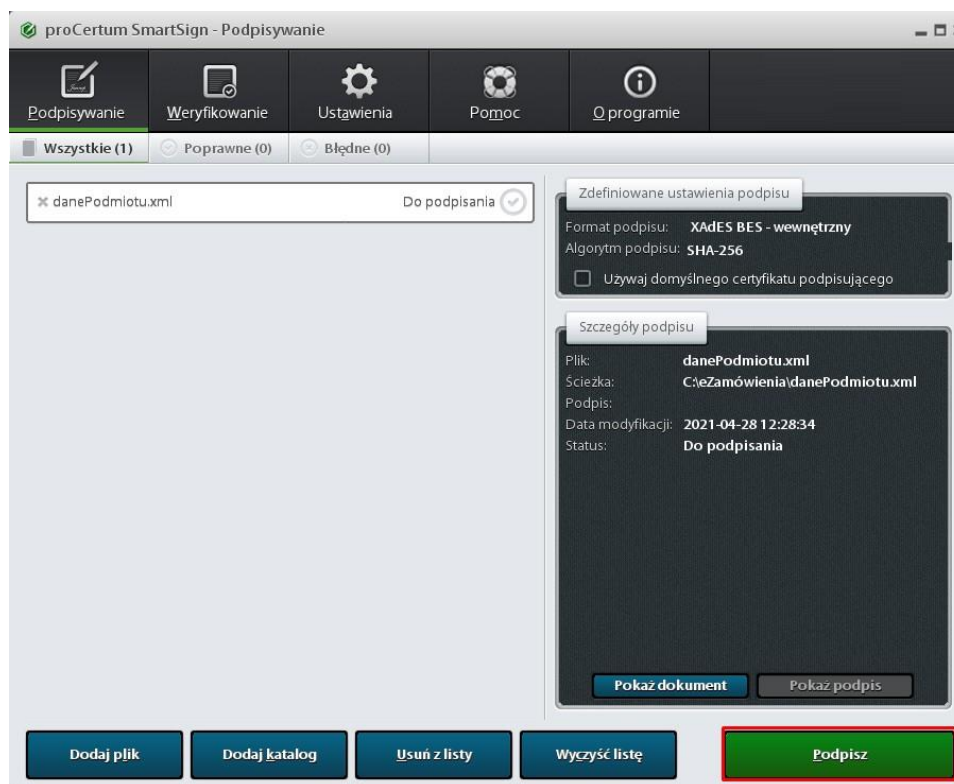 proCertum SmartSign - Podpisywanie
Podpisywanie Weryfikowanie Ustawienia Pomoc O programie
Wszystkie (1) Poprawne (0) Błędne (0)
danePodmiotu.xml Do podpisania
Zdefiniowane ustawienia podpisu
Format podpisu: XAdES BES - wewnętrzny
Algorytm podpisu: SHA-256
Używaj domyślnego certyfikatu podpisującego
Szczegóły podpisu
Plik: danePodmiotu.xml
Ścieżka: C:\eZamówienia\danePodmiotu.xml
Podpis:
Data modyfikacji: 2021-04-28 12:28:34
Status: Do podpisania
Pokaż dokument Pokaż podpis
Dodaj plik Dodaj katalog Usuń z listy Wyczyść listę Podpisz